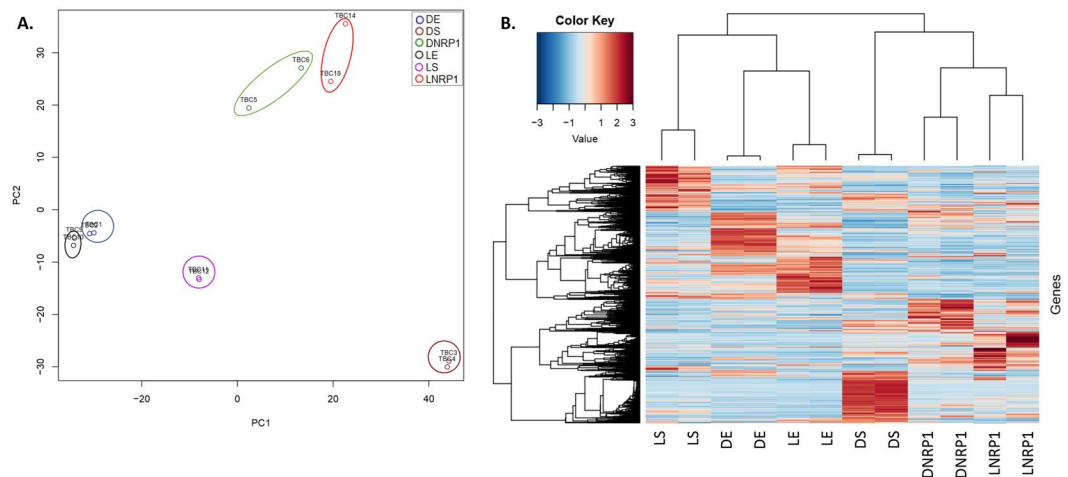 A.
TBC14
TBC18
TBC6
TBC5
TBC3
TBC4
DE
DS
DNRP1
LE
LS
LNRP1
30
20
10
0
−10
−20
−30
PC2
−20
0
20
40
PC1
B.
Color Key
−3 −1 1 2 3
Value
Genes
LS
LS
DE
DE
LE
LE
DS
DS
DNRP1
DNRP1
LNRP1
LNRP1